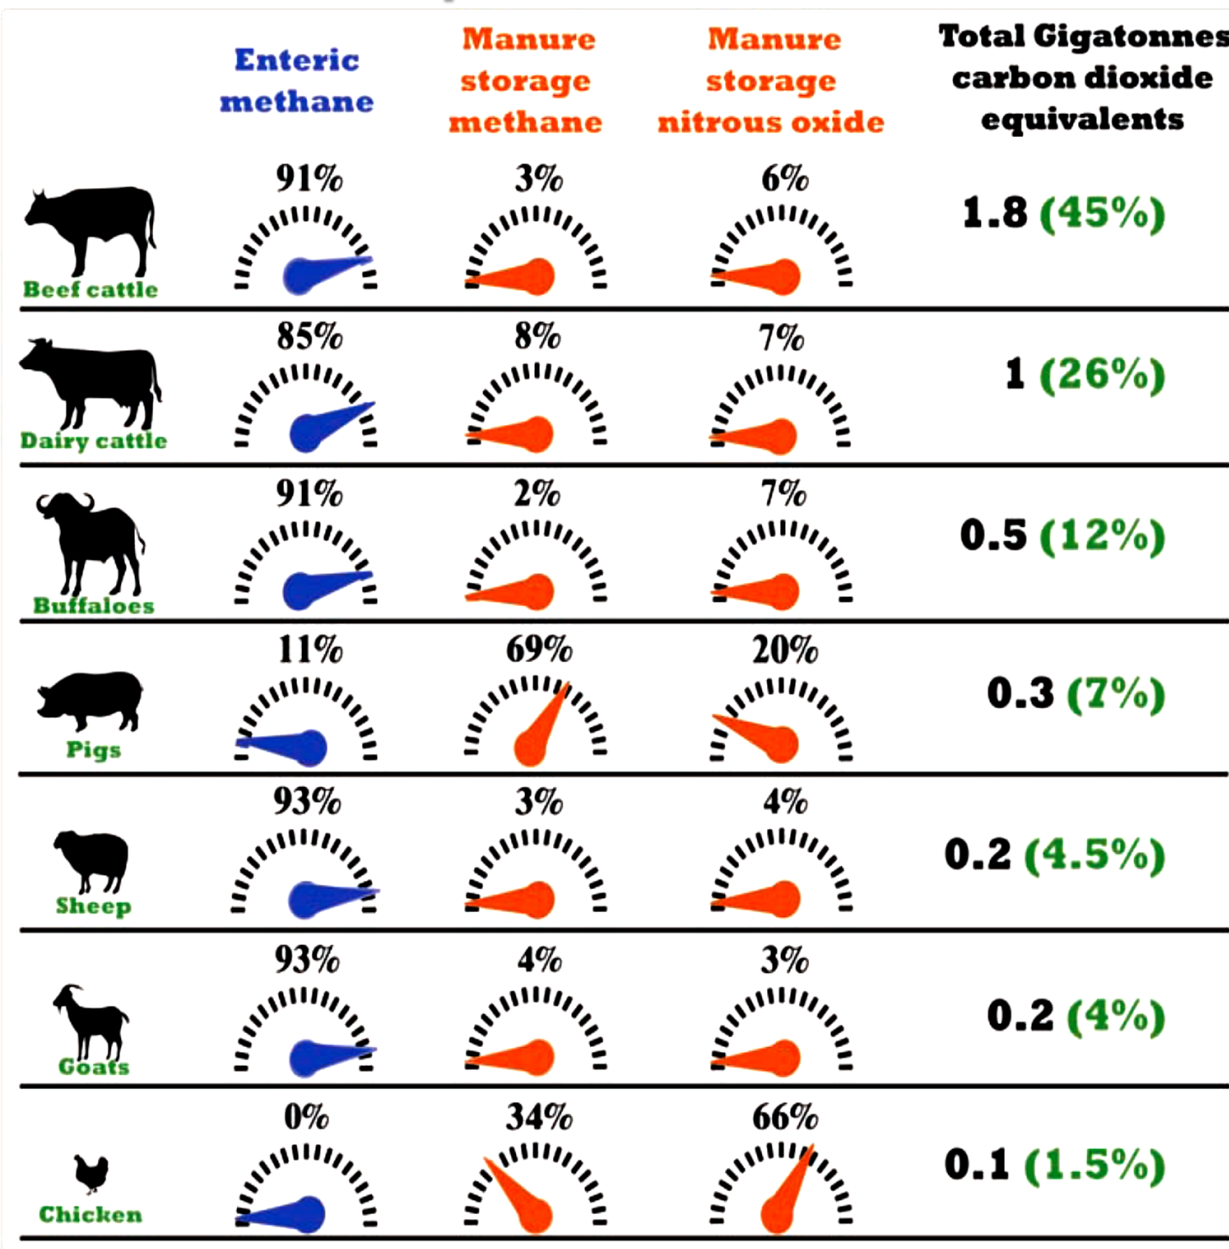 Enteric
methane
Manure
storage
methane
Manure
storage
nitrous oxide
Total Gigatonnes
carbon dioxide
equivalents
91% 3% 6%
1.8 (45%)
Beef cattle
85% 8% 7%
1 (26%)
Dairy cattle
91% 2% 7%
0.5 (12%)
Buffaloes
11% 69% 20%
0.3 (7%)
Pigs
93% 3% 4%
0.2 (4.5%)
Sheep
93% 4% 3%
0.2 (4%)
Goats
0% 34% 66%
0.1 (1.5%)
Chicken